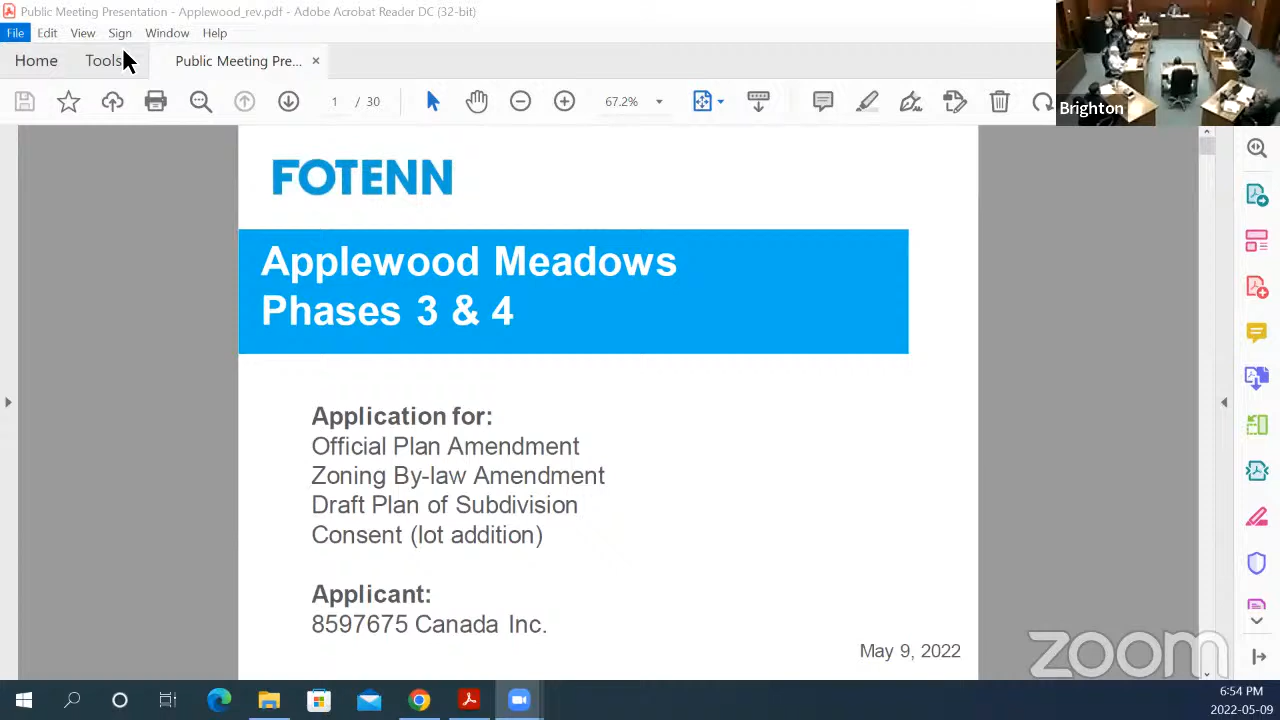 Public Meeting Presentation - Applewood_rev.pdf - Adobe Acrobat Reader DC (32-bit)
File Edit View Sign Window Help
Home Tools Public Meeting Pre... ×
1 / 30 67.2%
Brighton
FOTENN
Applewood Meadows
Phases 3 & 4
Application for:
Official Plan Amendment
Zoning By-law Amendment
Draft Plan of Subdivision
Consent (lot addition)
Applicant:
8597675 Canada Inc.
May 9, 2022
zoom
6:54 PM
2022-05-09